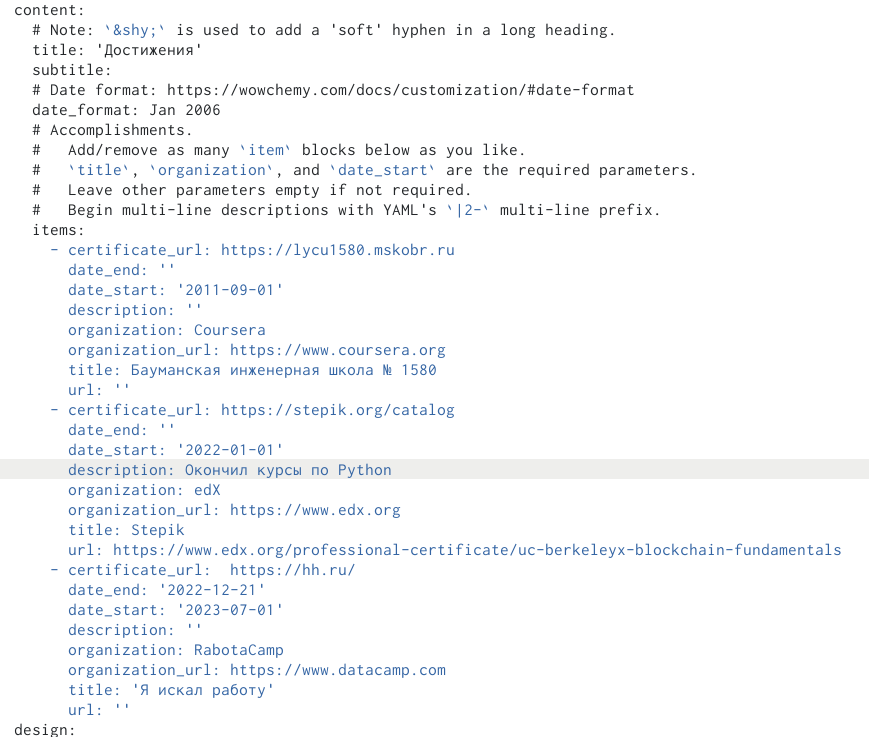 content:
  # Note: `&shy;` is used to add a 'soft' hyphen in a long heading.
  title: 'Достижения'
  subtitle:
  # Date format: https://wowchemy.com/docs/customization/#date-format
  date_format: Jan 2006
  # Accomplishments.
  #   Add/remove as many `item` blocks below as you like.
  #   `title`, `organization`, and `date_start` are the required parameters.
  #   Leave other parameters empty if not required.
  #   Begin multi-line descriptions with YAML's `|2-` multi-line prefix.
  items:
    - certificate_url: https://lycu1580.mskobr.ru
      date_end: ''
      date_start: '2011-09-01'
      description: ''
      organization: Coursera
      organization_url: https://www.coursera.org
      title: Бауманская инженерная школа № 1580
      url: ''
    - certificate_url: https://stepik.org/catalog
      date_end: ''
      date_start: '2022-01-01'
      description: Окончил курсы по Python
      organization: edX
      organization_url: https://www.edx.org
      title: Stepik
      url: https://www.edx.org/professional-certificate/uc-berkeleyx-blockchain-fundamentals
    - certificate_url:  https://hh.ru/
      date_end: '2022-12-21'
      date_start: '2023-07-01'
      description: ''
      organization: RabotaCamp
      organization_url: https://www.datacamp.com
      title: 'Я искал работу'
      url: ''
design: